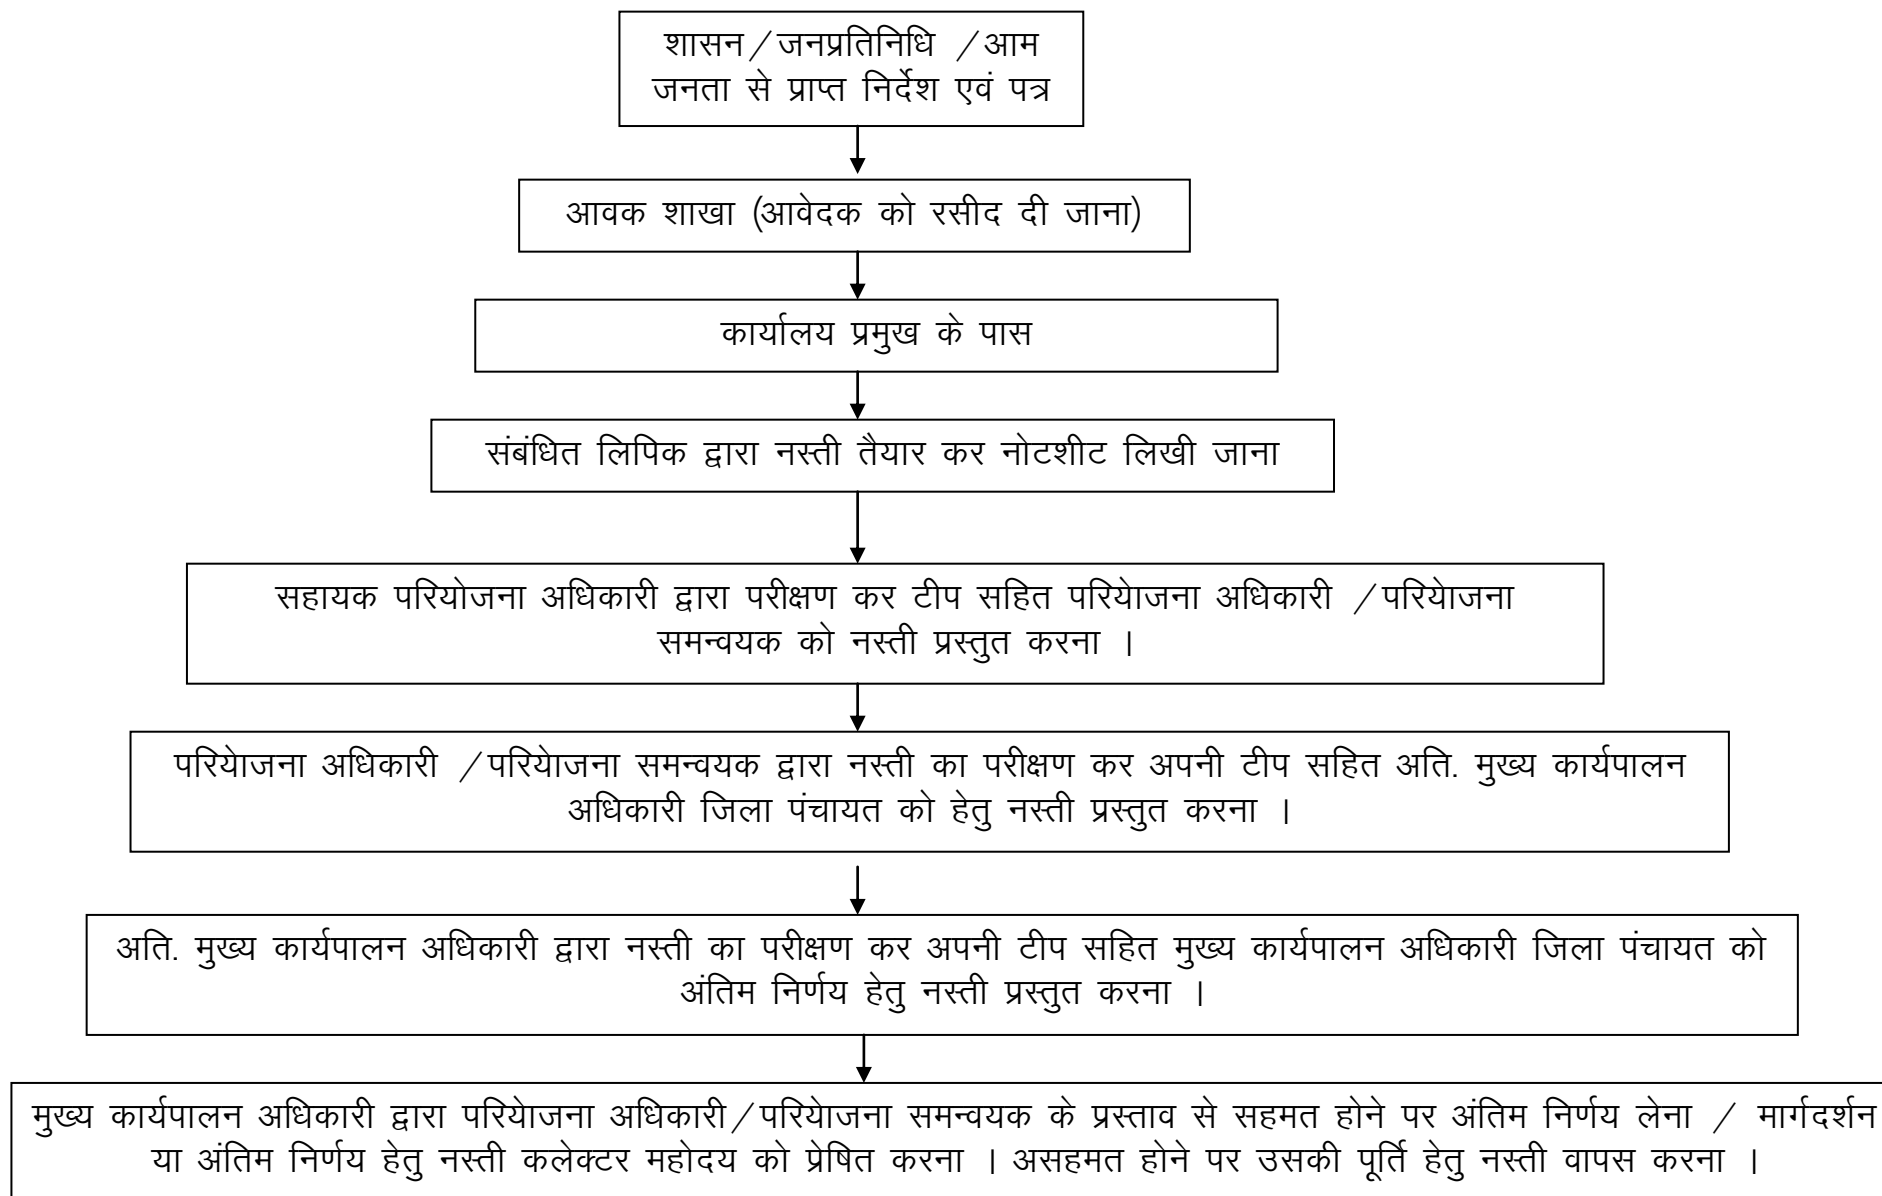 शासन/जनप्रतिनिधि /आम
जनता से प्राप्त निर्देश एवं पत्र
आवक शाखा (आवेदक को रसीद दी जाना)
कार्यालय प्रमुख के पास
संबंधित लिपिक द्वारा नस्ती तैयार कर नोटशीट लिखी जाना
सहायक परियोजना अधिकारी द्वारा परीक्षण कर टीप सहित परियेाजना अधिकारी /परियेाजना
समन्वयक को नस्ती प्रस्तुत करना ।
परियेाजना अधिकारी /परियेाजना समन्वयक द्वारा नस्ती का परीक्षण कर अपनी टीप सहित अति. मुख्य कार्यपालन
अधिकारी जिला पंचायत को हेतु नस्ती प्रस्तुत करना ।
अति. मुख्य कार्यपालन अधिकारी द्वारा नस्ती का परीक्षण कर अपनी टीप सहित मुख्य कार्यपालन अधिकारी जिला पंचायत को
अंतिम निर्णय हेतु नस्ती प्रस्तुत करना ।
मुख्य कार्यपालन अधिकारी द्वारा परियेाजना अधिकारी/परियेाजना समन्वयक के प्रस्ताव से सहमत होने पर अंतिम निर्णय लेना / मार्गदर्शन
या अंतिम निर्णय हेतु नस्ती कलेक्टर महोदय को प्रेषित करना । असहमत होने पर उसकी पूर्ति हेतु नस्ती वापस करना ।